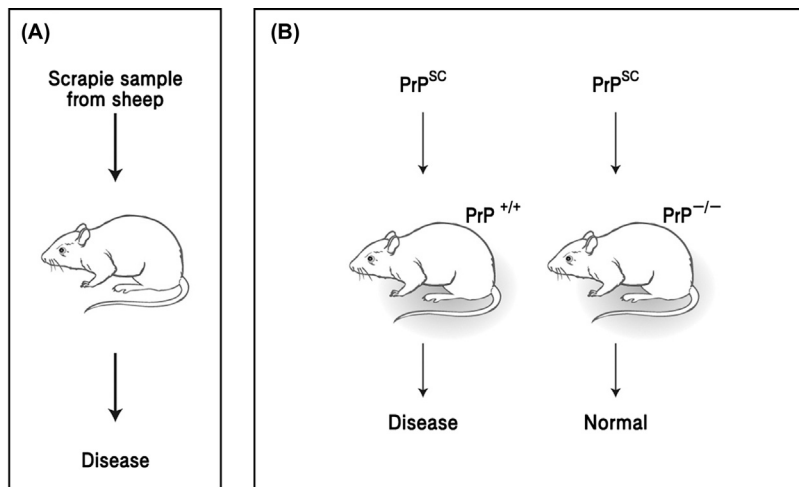 (A)
Scrapie sample
from sheep
Disease
(B)
PrP^SC PrP^SC
PrP^+/+ PrP^−/−
Disease Normal